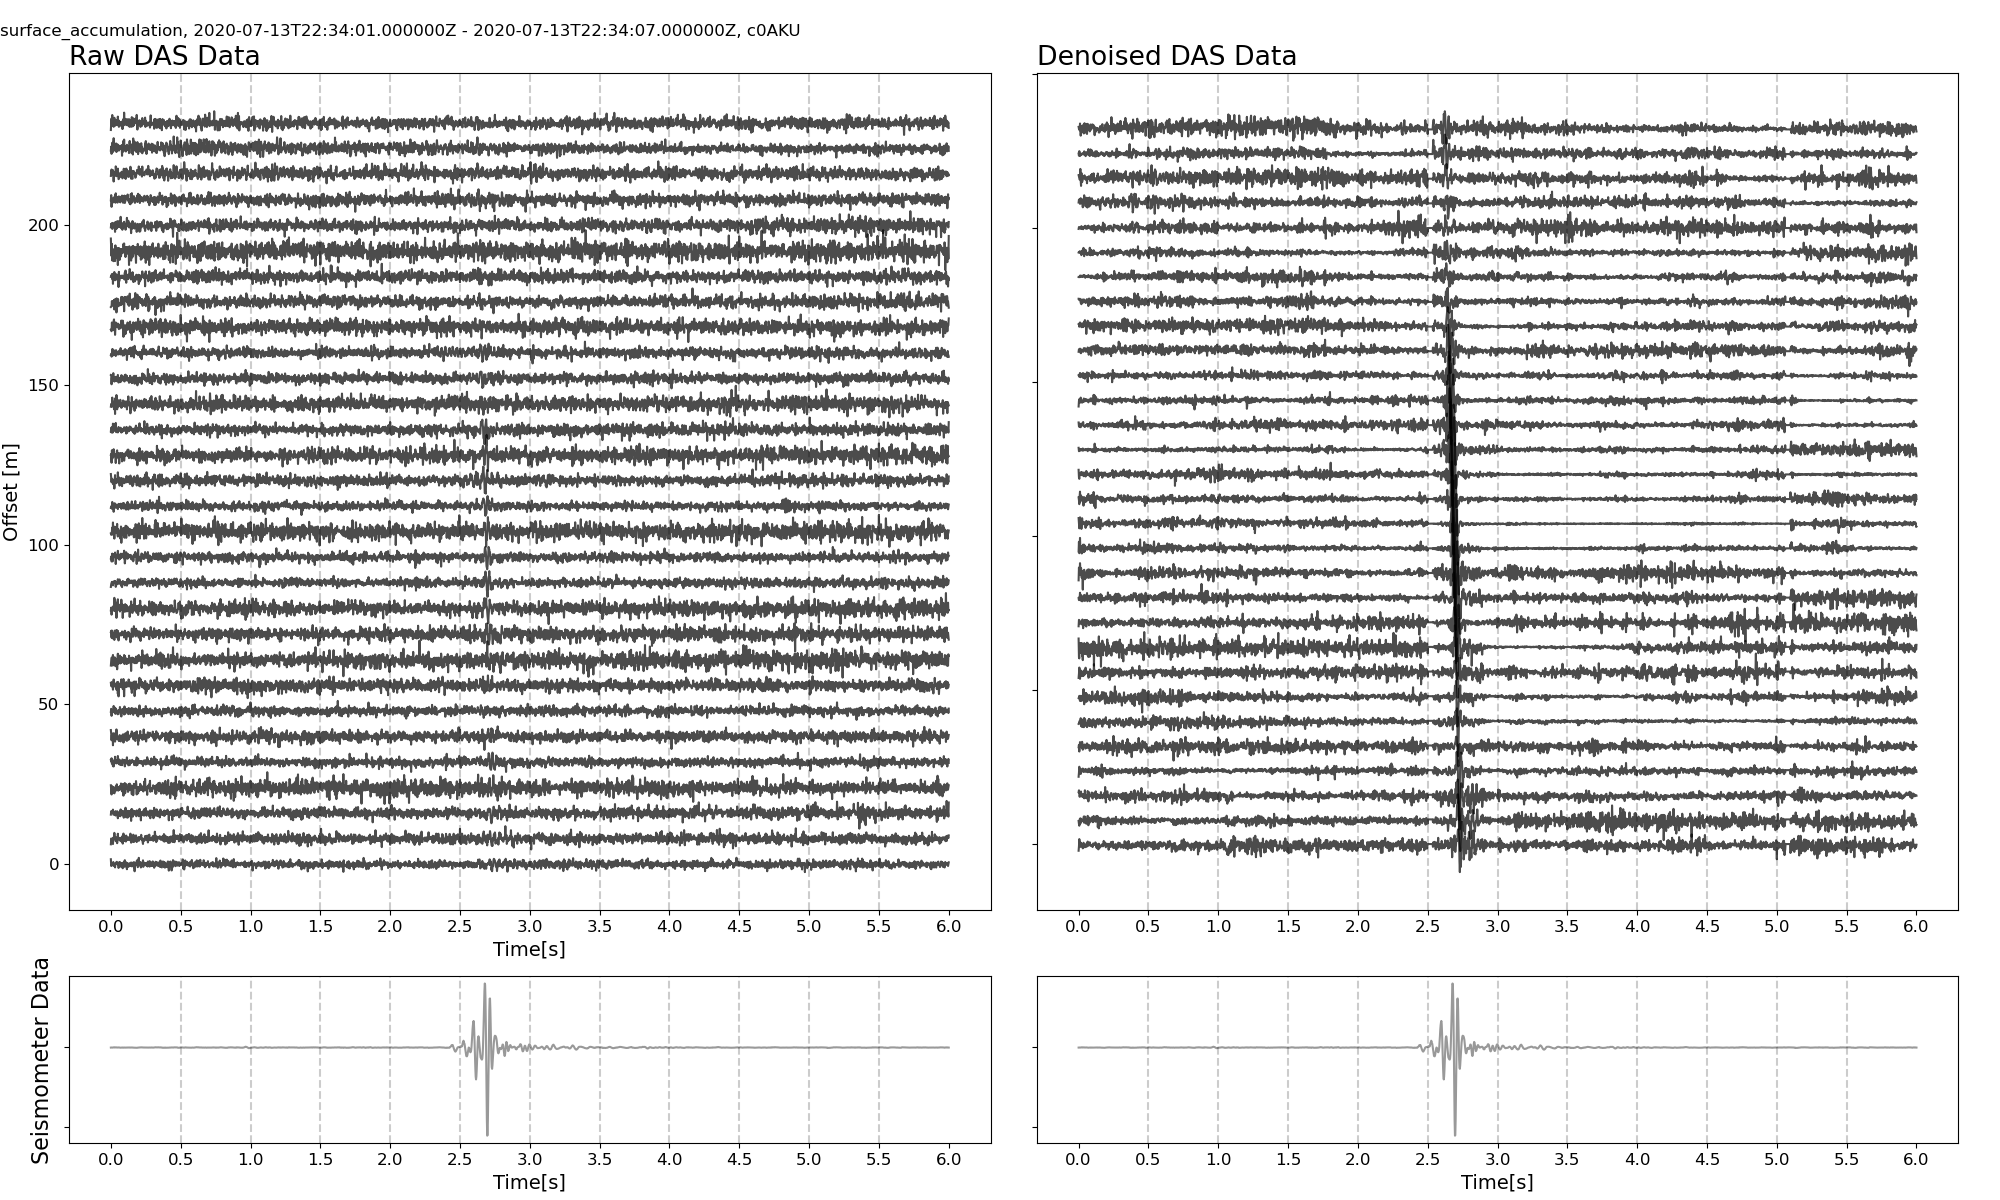 surface_accumulation, 2020-07-13T22:34:01.000000Z - 2020-07-13T22:34:07.000000Z, c0AKU
Raw DAS Data
Denoised DAS Data
Offset [m]
200
150
100
50
0
0.0 0.5 1.0 1.5 2.0 2.5 3.0 3.5 4.0 4.5 5.0 5.5 6.0
Time[s]
0.0 0.5 1.0 1.5 2.0 2.5 3.0 3.5 4.0 4.5 5.0 5.5 6.0
Seismometer Data
0.0 0.5 1.0 1.5 2.0 2.5 3.0 3.5 4.0 4.5 5.0 5.5 6.0
Time[s]
0.0 0.5 1.0 1.5 2.0 2.5 3.0 3.5 4.0 4.5 5.0 5.5 6.0
Time[s]